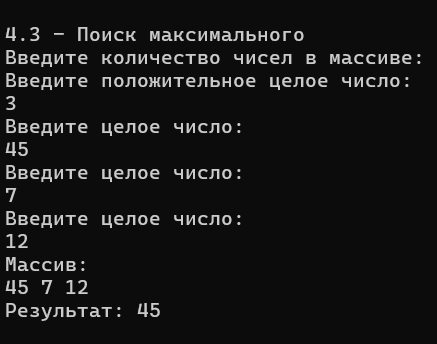 4.3 - Поиск максимального
Введите количество чисел в массиве:
Введите положительное целое число:
3
Введите целое число:
45
Введите целое число:
7
Введите целое число:
12
Массив:
45 7 12
Результат: 45